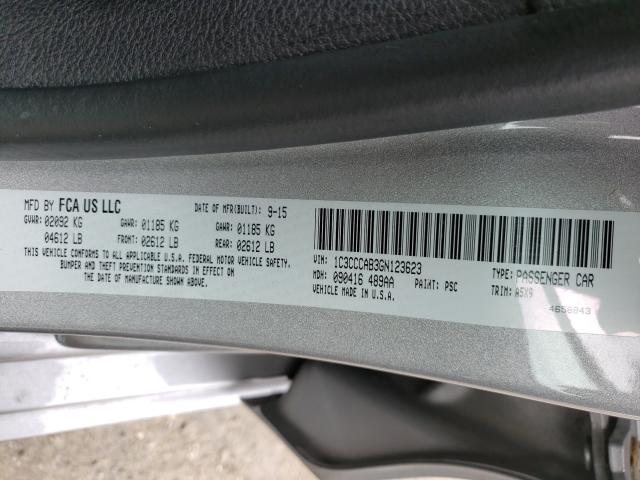 MFD BY FCA US LLC DATE OF MFR(BUILT): 9-15
GVWR: 02092 KG GAWR: 01185 KG GAWR: 01185 KG
04612 LB FRONT: 02612 LB REAR: 02612 LB
THIS VEHICLE CONFORMS TO ALL APPLICABLE U.S.A. FEDERAL MOTOR VEHICLE SAFETY,
BUMPER AND THEFT PREVENTION STANDARDS IN EFFECT ON
THE DATE OF MANUFACTURE SHOWN ABOVE.
VIN: 1C3CCCAB3GN123623 TYPE: PASSENGER CAR
MDH: 090416 489AA PAINT: PSC TRIM: A5X9
VEHICLE MADE IN U.S.A. 4658843